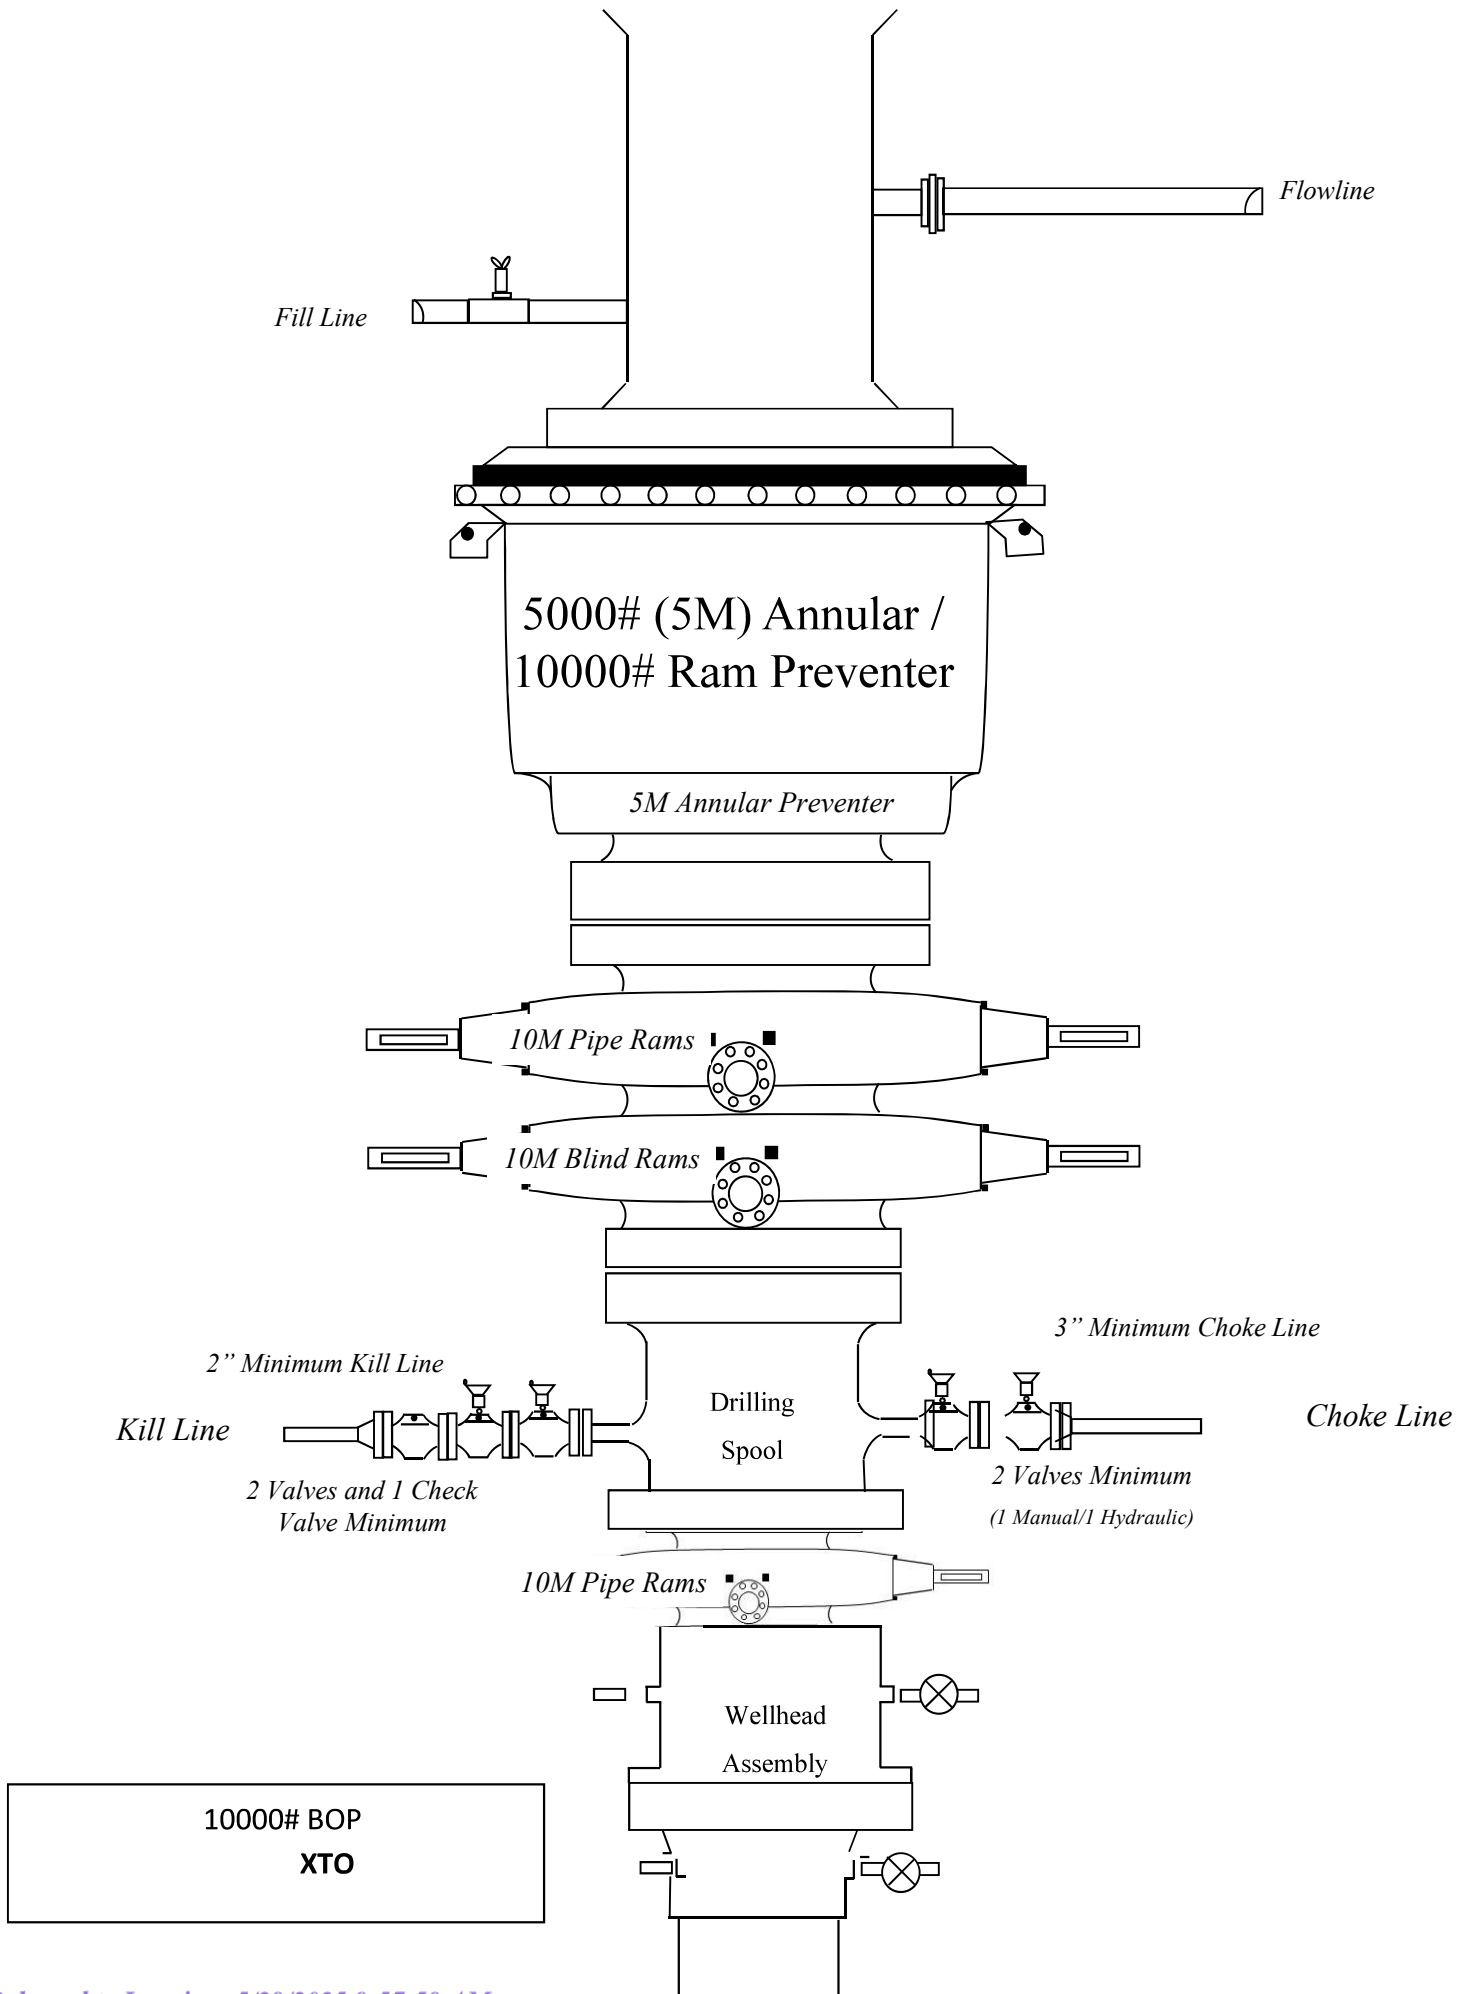 Flowline
Fill Line
5000# (5M) Annular /
10000# Ram Preventer
5M Annular Preventer
10M Pipe Rams
10M Blind Rams
3” Minimum Choke Line
2” Minimum Kill Line
Drilling
Spool
Kill Line
Choke Line
2 Valves and 1 Check
Valve Minimum
2 Valves Minimum
(1 Manual/1 Hydraulic)
10M Pipe Rams
Wellhead
Assembly
10000# BOP
XTO